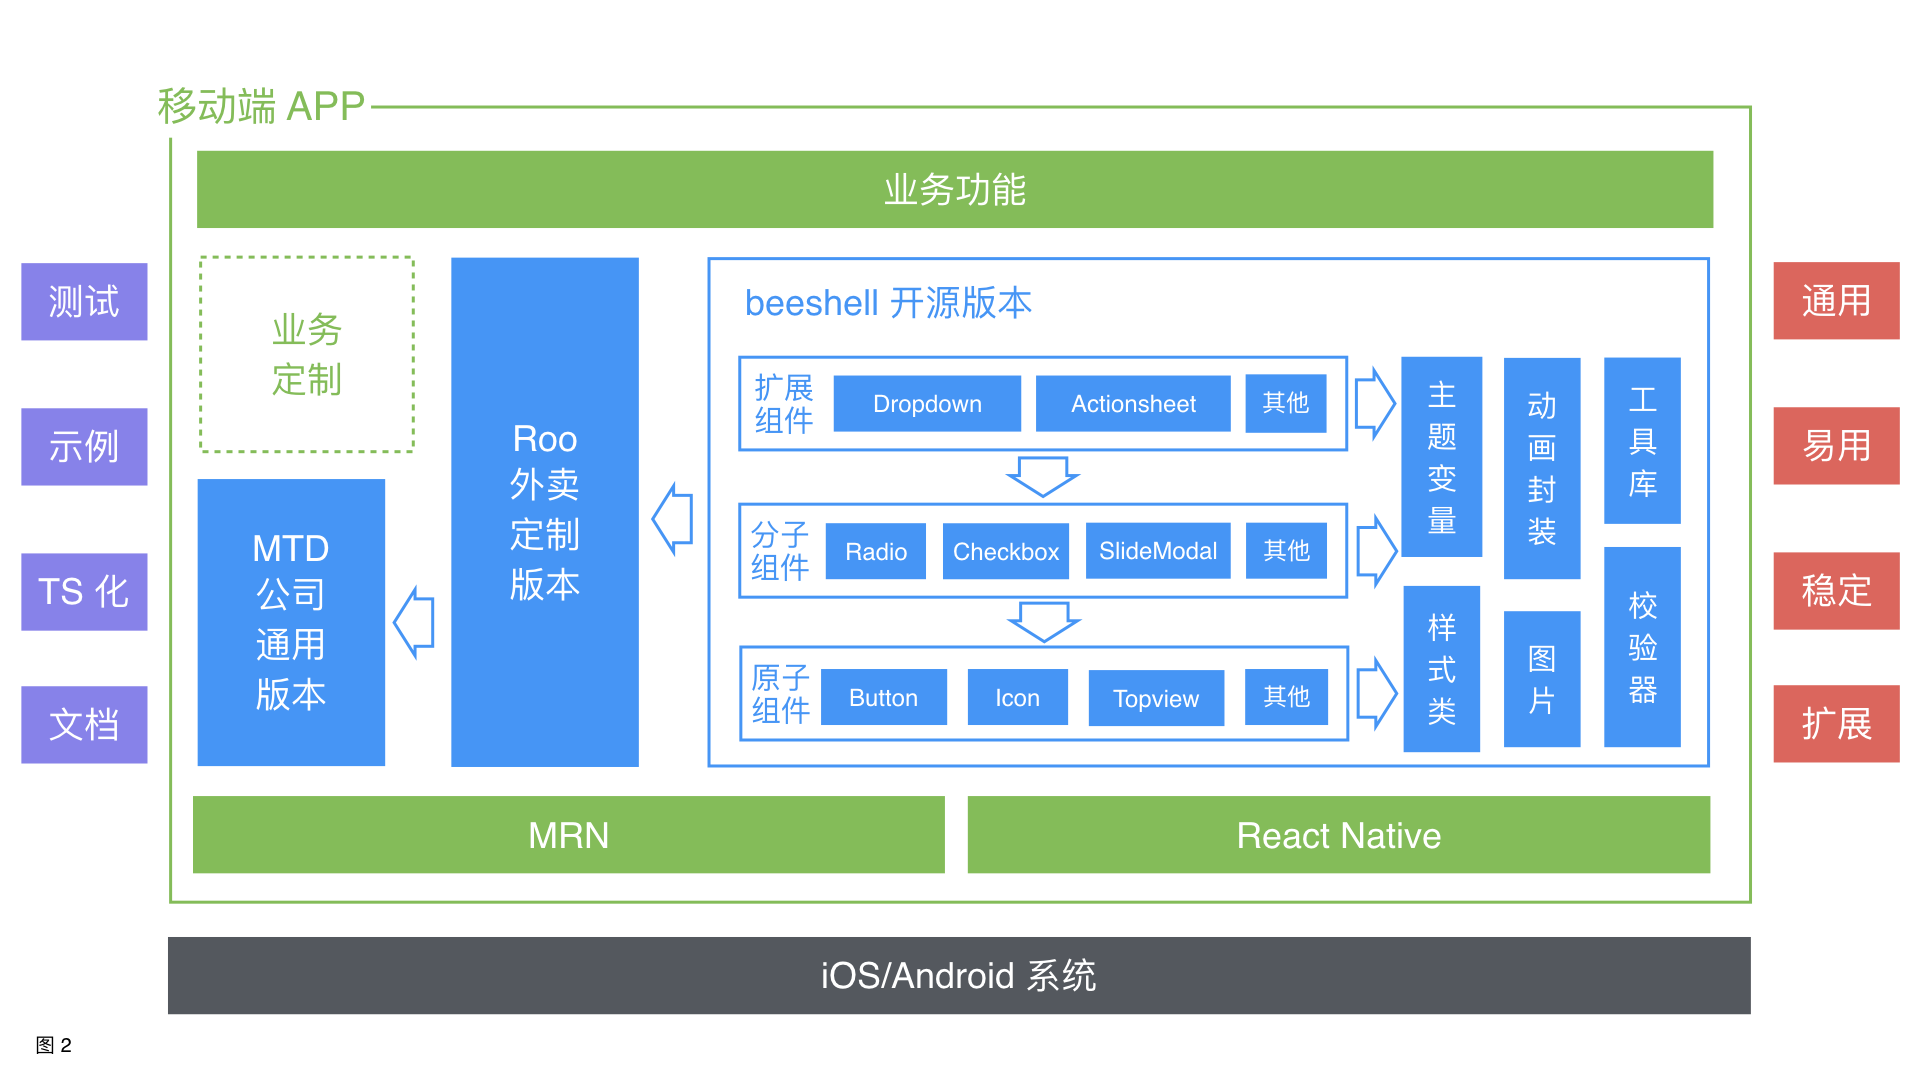 移动端 APP
业务功能
测试
示例
TS 化
文档
业务
定制
MTD
公司
通用
版本
Roo
外卖
定制
版本
beeshell 开源版本
扩展
组件
Dropdown
Actionsheet
其他
分子
组件
Radio
Checkbox
SlideModal
其他
原子
组件
Button
Icon
Topview
其他
主
题
变
量
样
式
类
动
画
封
装
图
片
工
具
库
校
验
器
通用
易用
稳定
扩展
MRN
React Native
iOS/Android 系统
图 2